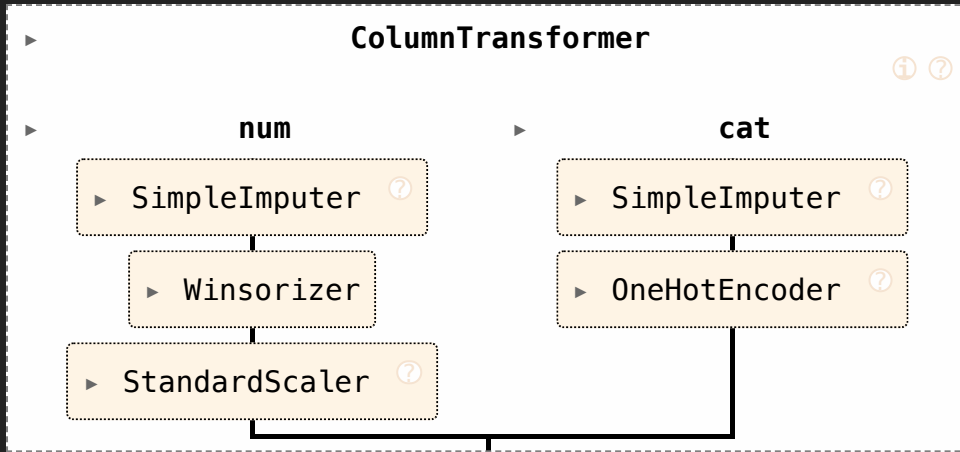 ColumnTransformer
i ?
num cat
SimpleImputer ? SimpleImputer ?
Winsorizer OneHotEncoder ?
StandardScaler ?